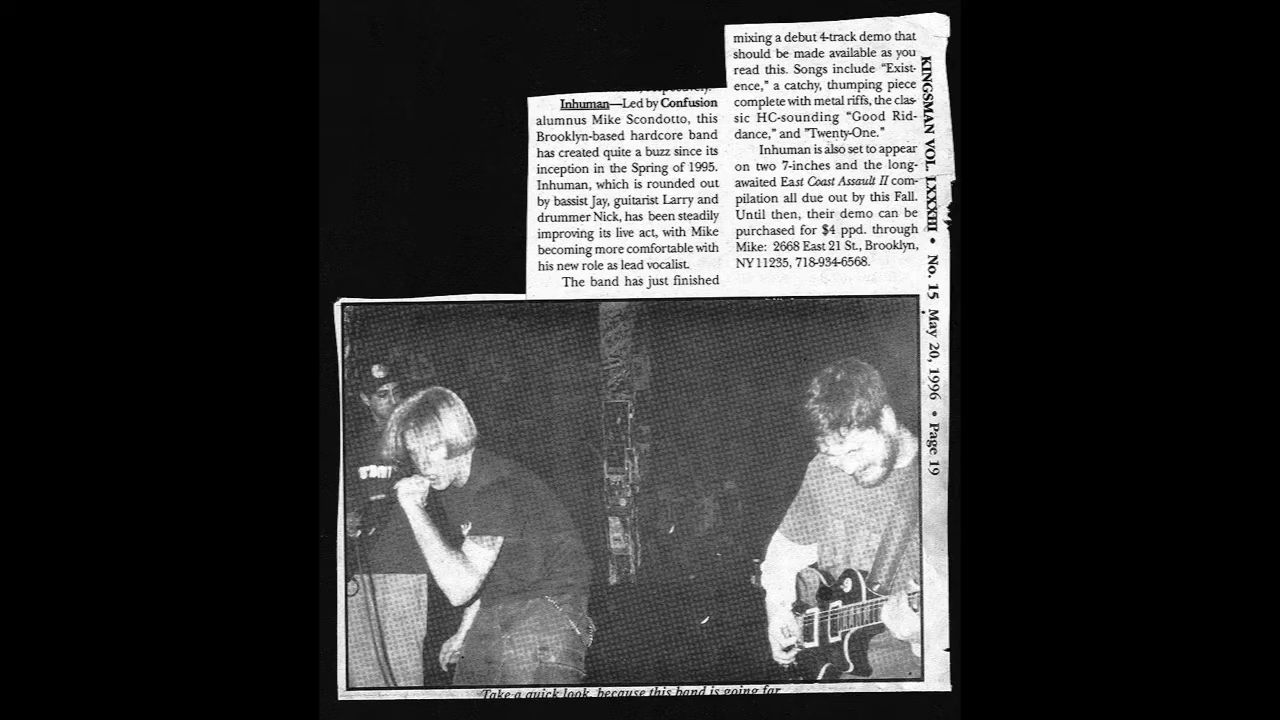 Inhuman—Led by Confusion
alumnus Mike Scondotto, this
Brooklyn-based hardcore band
has created quite a buzz since its
inception in the Spring of 1995.
Inhuman, which is rounded out
by bassist Jay, guitarist Larry and
drummer Nick, has been steadily
improving its live act, with Mike
becoming more comfortable with
his new role as lead vocalist.
The band has just finished
mixing a debut 4-track demo that
should be made available as you
read this. Songs include "Exist-
ence," a catchy, thumping piece
complete with metal riffs, the clas-
sic HC-sounding "Good Rid-
dance," and "Twenty-One."
Inhuman is also set to appear
on two 7-inches and the long-
awaited East Coast Assault II com-
pilation all due out by this Fall.
Until then, their demo can be
purchased for $4 ppd. through
Mike: 2668 East 21 St., Brooklyn,
NY 11235, 718-934-6568.
KINGSMAN VOL. LXXXIII • No. 15 May 20, 1996 • Page 19
Take a quick look, because this band is going far